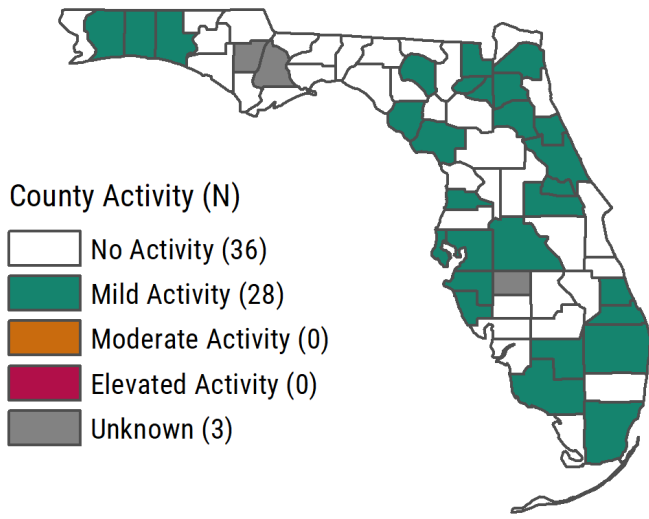 County Activity (N)
No Activity (36)
Mild Activity (28)
Moderate Activity (0)
Elevated Activity (0)
Unknown (3)